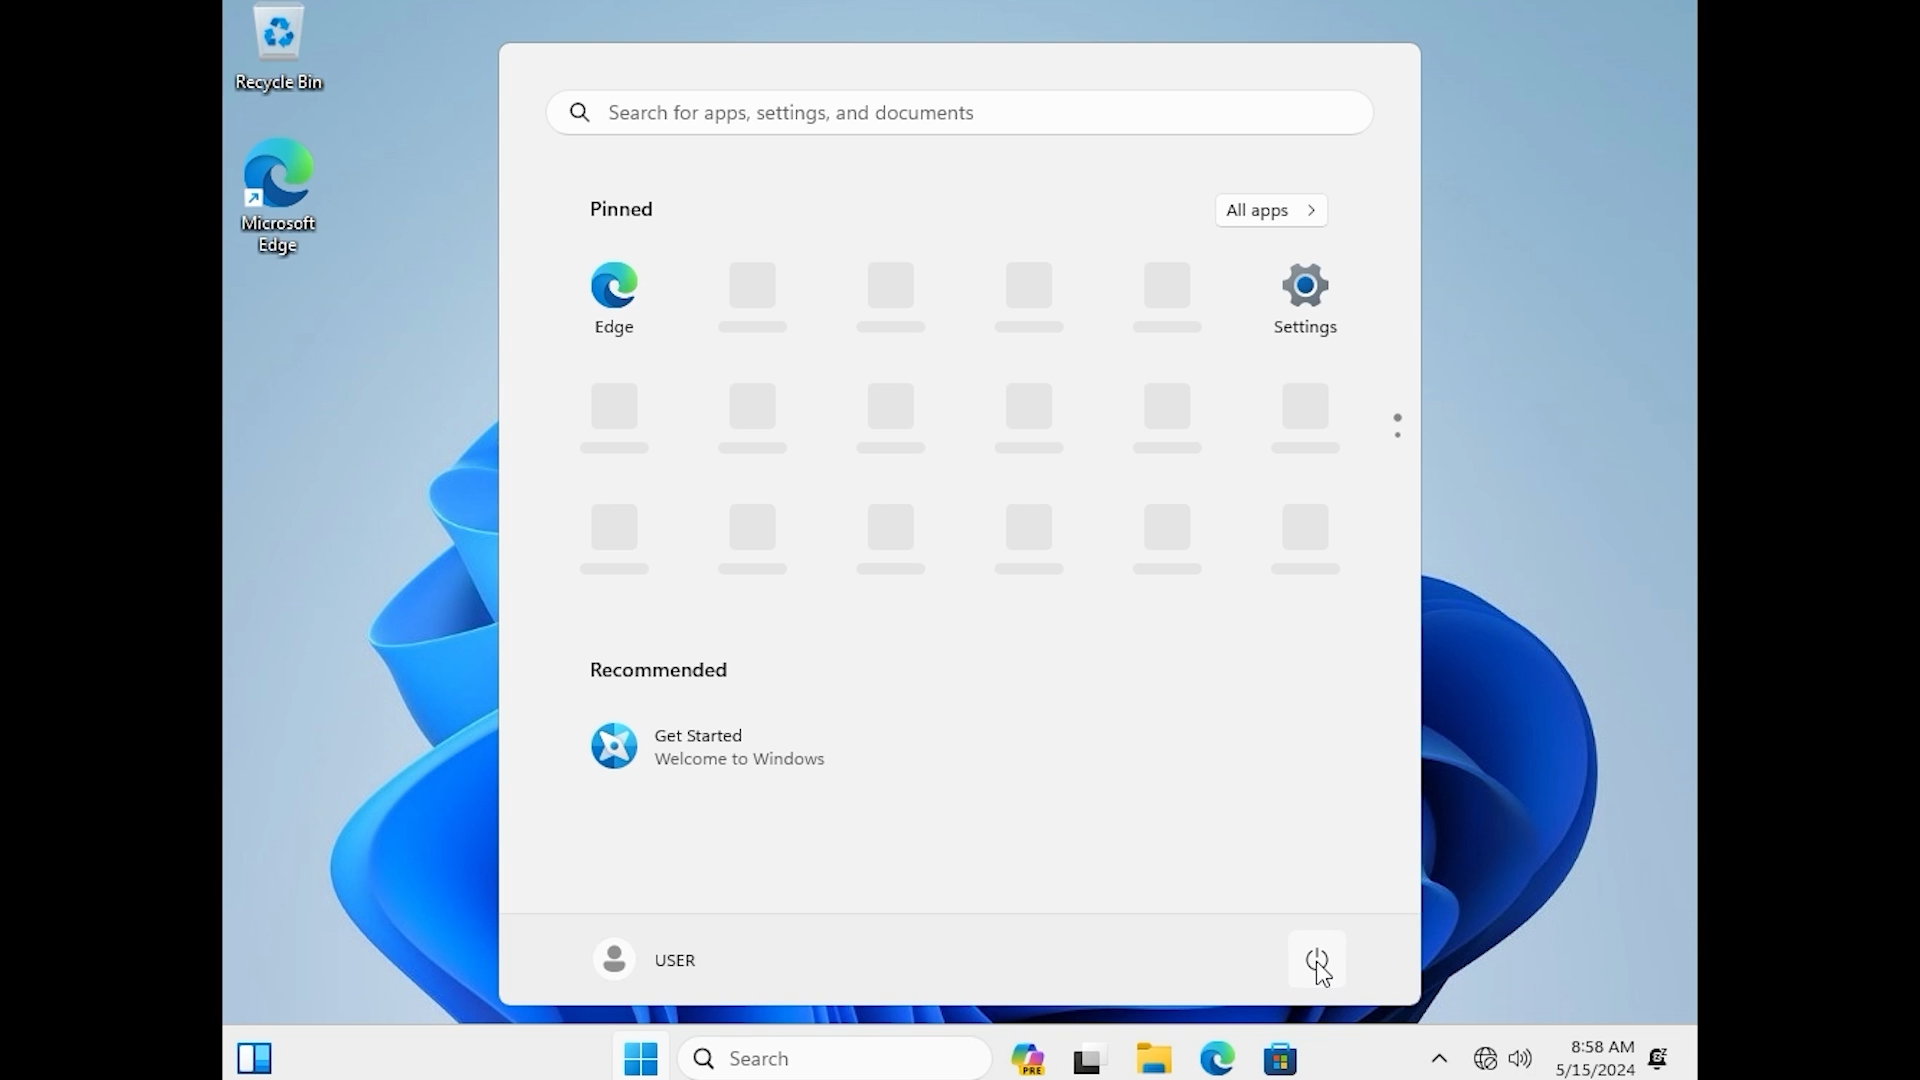 Recycle Bin
Microsoft
Edge
Search for apps, settings, and documents
Pinned
All apps
Edge
Settings
Recommended
Get Started
Welcome to Windows
USER
Search
PRE
8:58 AM
5/15/2024